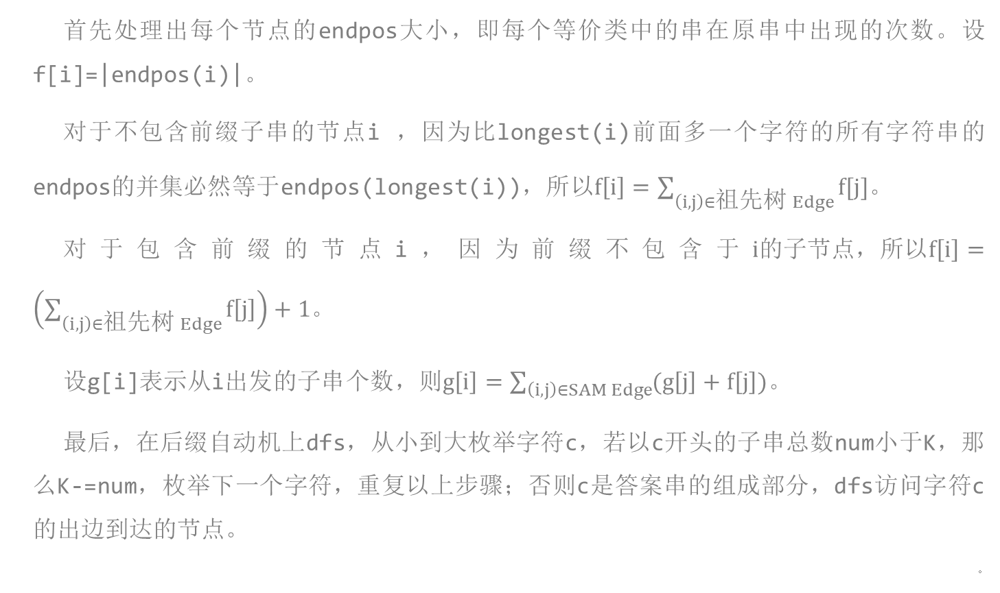 首先处理出每个节点的endpos大小，即每个等价类中的串在原串中出现的次数。设
f[i]=|endpos(i)|。
对于不包含前缀子串的节点i ，因为比longest(i)前面多一个字符的所有字符串的
endpos的并集必然等于endpos(longest(i))，所以f[i] = ∑(i,j)∈祖先树 Edge f[j]。
对于包含前缀的节点i，因为前缀不包含于i的子节点，所以f[i] =
(∑(i,j)∈祖先树 Edge f[j]) + 1。
设g[i]表示从i出发的子串个数，则g[i] = ∑(i,j)∈SAM Edge(g[j] + f[j])。
最后，在后缀自动机上dfs，从小到大枚举字符c，若以c开头的子串总数num小于K，那
么K-=num，枚举下一个字符，重复以上步骤；否则c是答案串的组成部分，dfs访问字符c
的出边到达的节点。
。